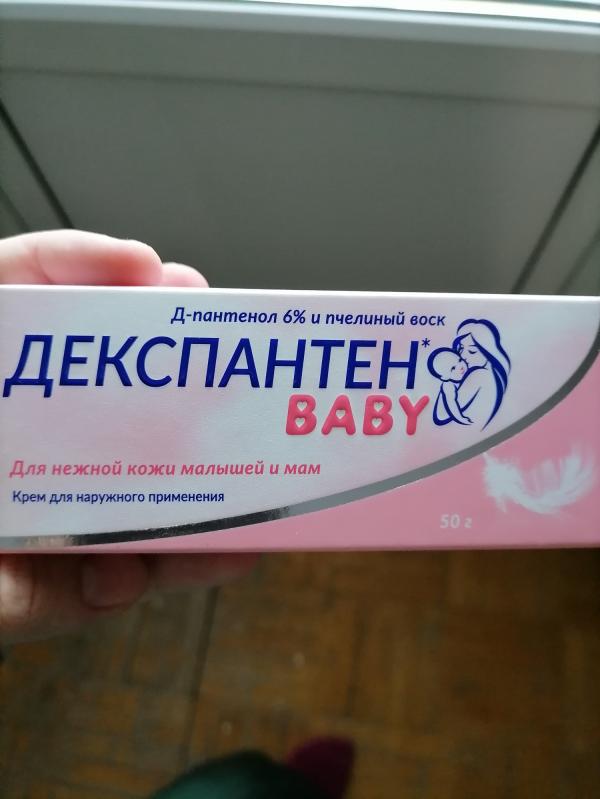 Д-пантенол 6% и пчелиный воск
ДЕКСПАНТЕН*
BABY
Для нежной кожи малышей и мам
Крем для наружного применения
50 г